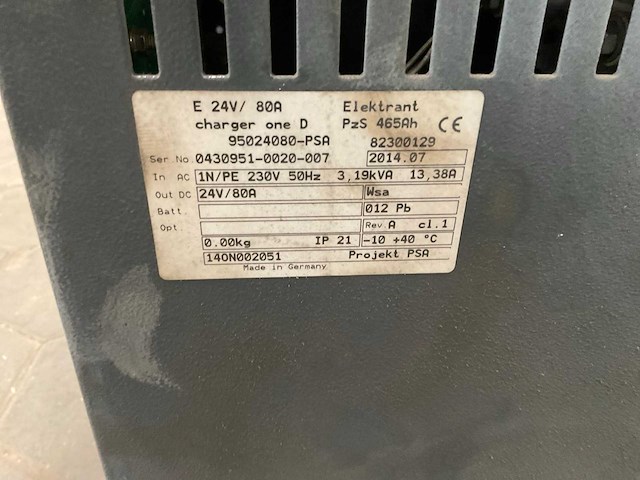 E 24V/ 80A Elektrant
charger one D PzS 465Ah CE
95024080-PSA 82300129
Ser No. 0430951-0020-007 2014.07
In AC 1N/PE 230V 50Hz 3,19kVA 13,38A
Out DC 24V/80A Wsa
Batt. 012 Pb
Opt. Rev. A cl.1
0.00kg IP 21 -10 +40 °C
140N002051 Projekt PSA
Made in Germany